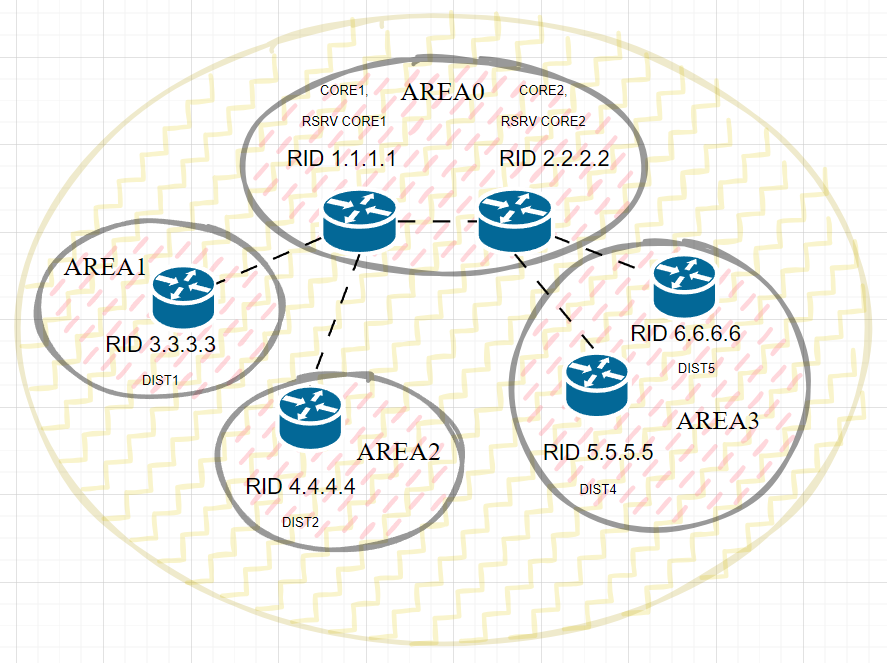 CORE1,
RSRV CORE1
AREA0
CORE2,
RSRV CORE2
RID 1.1.1.1
RID 2.2.2.2
AREA1
RID 3.3.3.3
DIST1
AREA2
RID 4.4.4.4
DIST2
RID 6.6.6.6
DIST5
AREA3
RID 5.5.5.5
DIST4